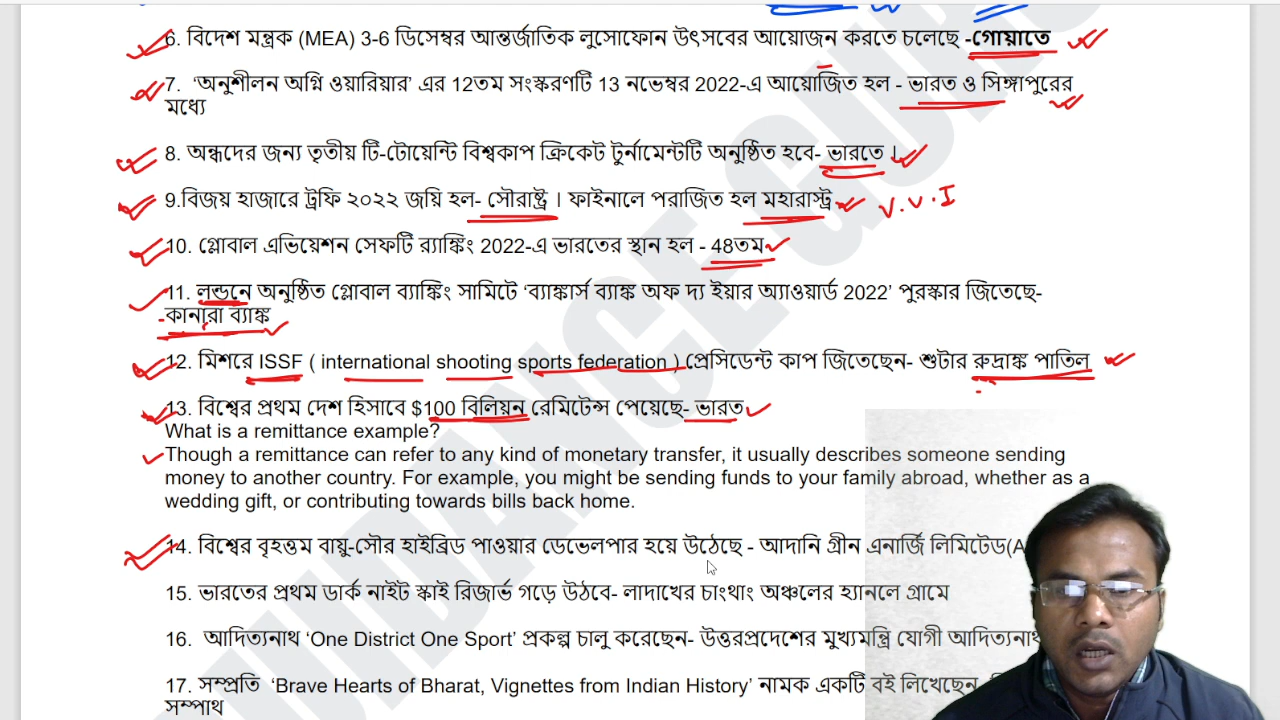 6. বিদেশ মন্ত্রক (MEA) 3-6 ডিসেম্বর আন্তর্জাতিক লুসোফোন উৎসবের আয়োজন করতে চলেছে -গোয়াতে
7. ‘অনুশীলন অগ্নি ওয়ারিয়ার’ এর 12তম সংস্করণটি 13 নভেম্বর 2022-এ আয়োজিত হল - ভারত ও সিঙ্গাপুরের
মধ্যে
8. অন্ধদের জন্য তৃতীয় টি-টোয়েন্টি বিশ্বকাপ ক্রিকেট টুর্নামেন্টটি অনুষ্ঠিত হবে- ভারতে ।
9.বিজয় হাজারে ট্রফি ২০২২ জয়ি হল- সৌরাষ্ট্র । ফাইনালে পরাজিত হল মহারাস্ট্র V.V.I
10. গ্লোবাল এভিয়েশন সেফটি র‍্যাঙ্কিং 2022-এ ভারতের স্থান হল - 48তম
11. লন্ডনে অনুষ্ঠিত গ্লোবাল ব্যাঙ্কিং সামিটে ‘ব্যাঙ্কার্স ব্যাঙ্ক অফ দ্য ইয়ার অ্যাওয়ার্ড 2022’ পুরস্কার জিতেছে-
কানারা ব্যাঙ্ক
12. মিশরে ISSF ( international shooting sports federation ) প্রেসিডেন্ট কাপ জিতেছেন- শুটার রুদ্রাঙ্ক পাতিল
13. বিশ্বের প্রথম দেশ হিসাবে $100 বিলিয়ন রেমিটেন্স পেয়েছে- ভারত
What is a remittance example?
Though a remittance can refer to any kind of monetary transfer, it usually describes someone sending
money to another country. For example, you might be sending funds to your family abroad, whether as a
wedding gift, or contributing towards bills back home.
14. বিশ্বের বৃহত্তম বায়ু-সৌর হাইব্রিড পাওয়ার ডেভেলপার হয়ে উঠেছে - আদানি গ্রীন এনার্জি লিমিটেড(A
15. ভারতের প্রথম ডার্ক নাইট স্কাই রিজার্ভ গড়ে উঠবে- লাদাখের চাংথাং অঞ্চলের হ্যানলে গ্রামে
16. আদিত্যনাথ ‘One District One Sport’ প্রকল্প চালু করেছেন- উত্তরপ্রদেশের মুখ্যমন্ত্রি যোগী আদিত্যনাথ
17. সম্প্রতি ‘Brave Hearts of Bharat, Vignettes from Indian History’ নামক একটি বই লিখেছেন,
সম্পাথ